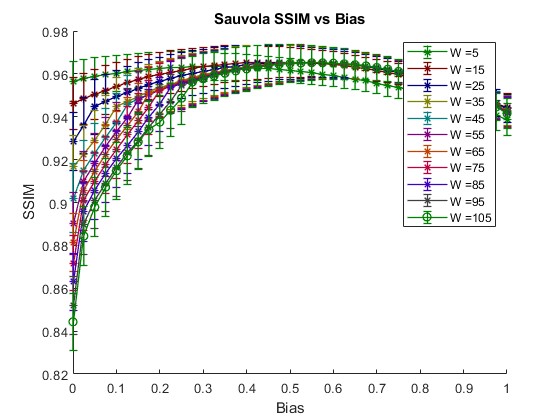 Sauvola SSIM vs Bias
0.98
0.96
0.94
0.92
0.9
0.88
0.86
0.84
0.82
SSIM
0 0.1 0.2 0.3 0.4 0.5 0.6 0.7 0.8 0.9 1
Bias
W =5
W =15
W =25
W =35
W =45
W =55
W =65
W =75
W =85
W =95
W =105